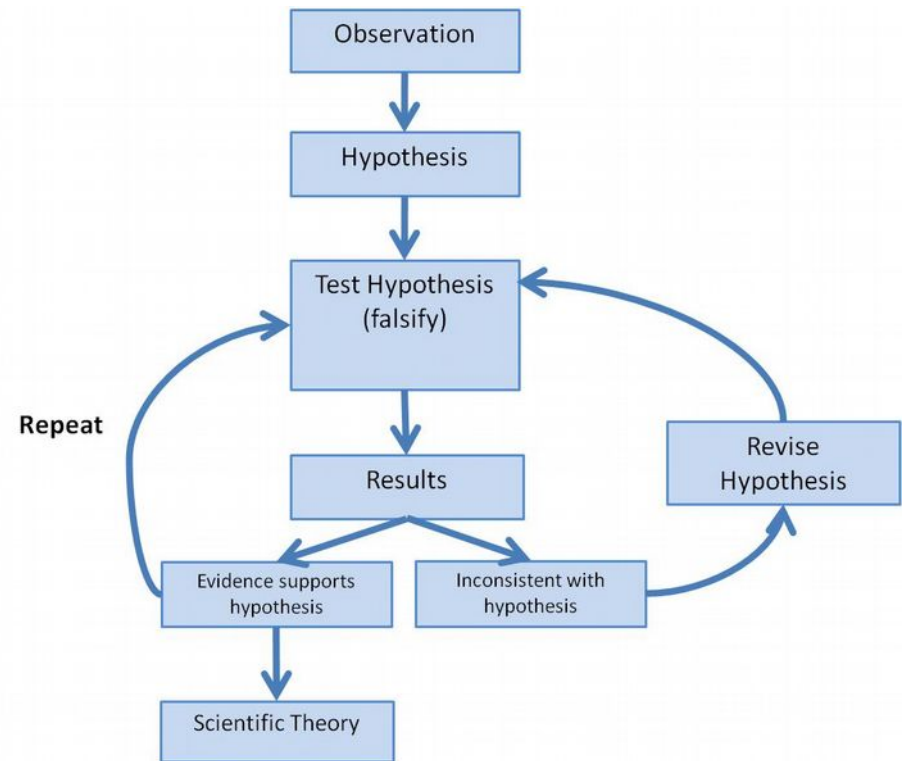 Observation
Hypothesis
Test Hypothesis
(falsify)
Repeat
Revise
Hypothesis
Results
Evidence supports
hypothesis
Inconsistent with
hypothesis
Scientific Theory